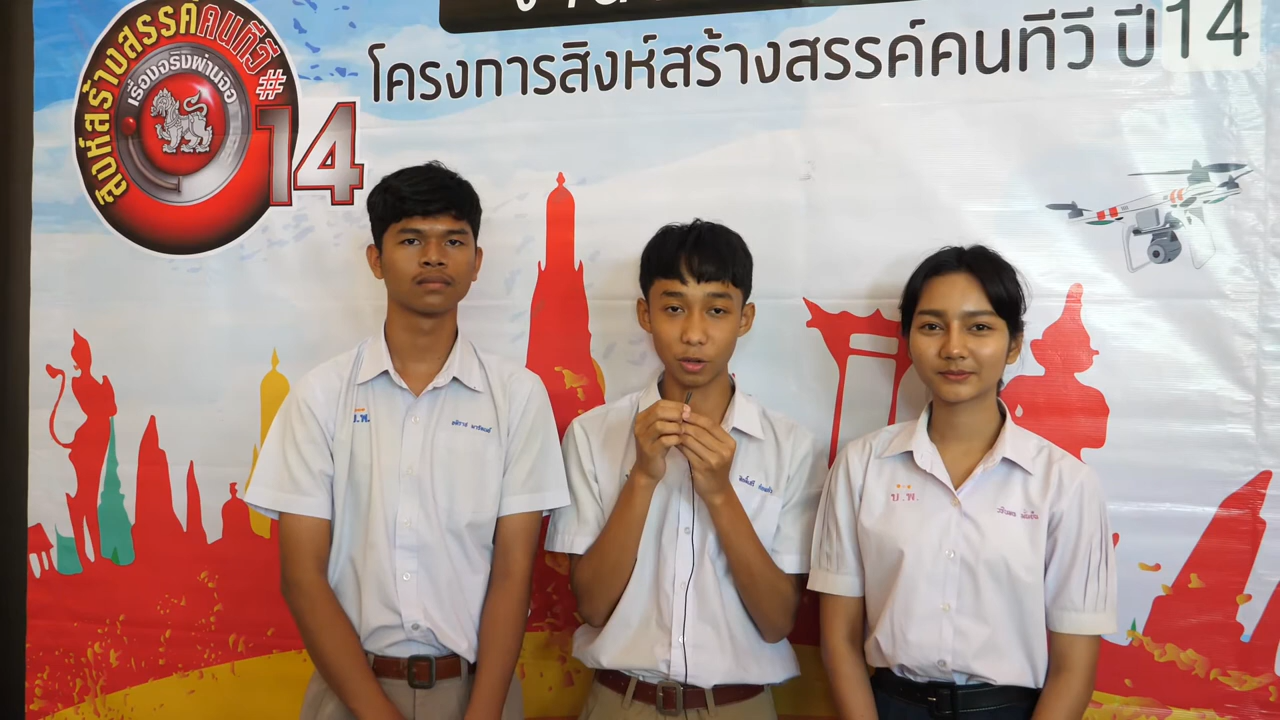 โครงการสิงห์สร้างสรรค์คนทีวี ปี 14
สิงห์สร้างสรรค์คนทีวี
เรื่องจริงผ่านจอ
#14
บ.พ.